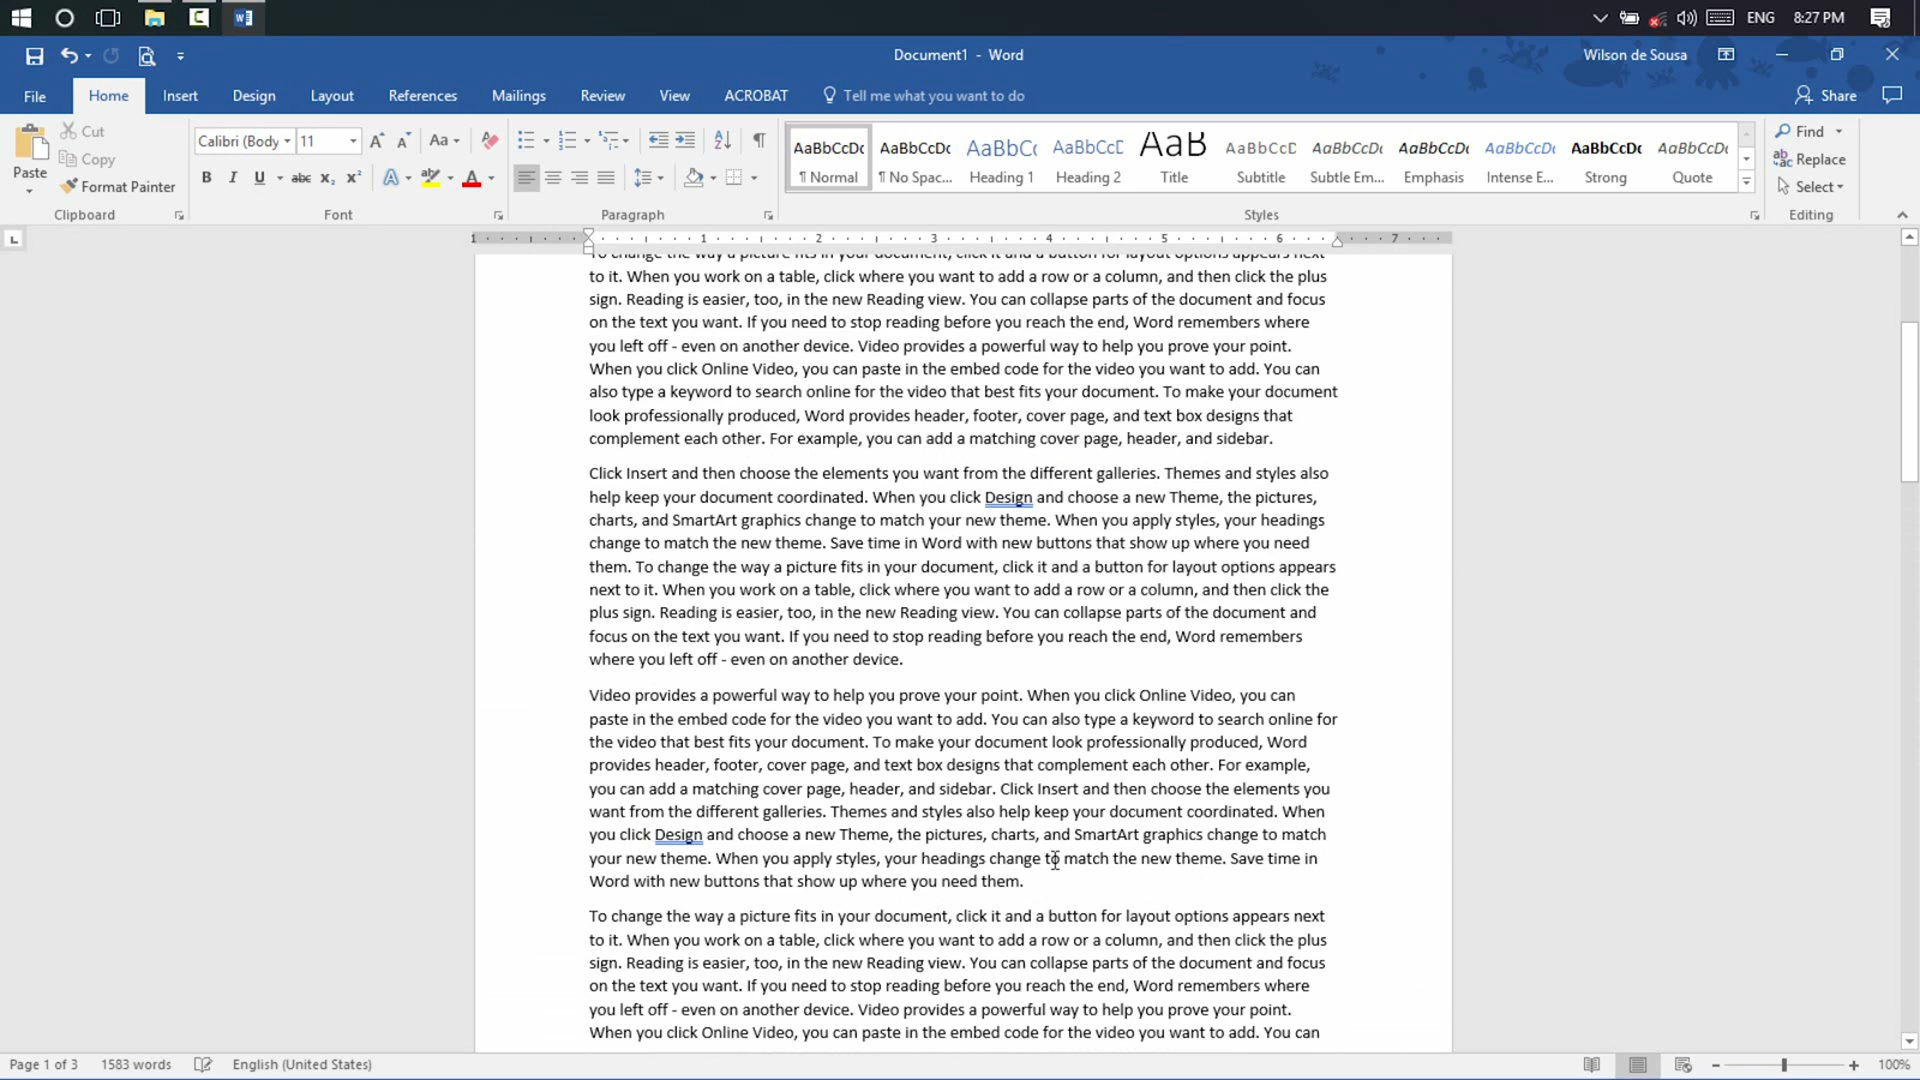 ENG 8:27 PM
Document1 - Word
Wilson de Sousa
File Home Insert Design Layout References Mailings Review View ACROBAT Tell me what you want to do Share
Paste
Cut
Copy
Format Painter
Clipboard
Calibri (Body 11
Font
Paragraph
AaBbCcDc ¶ Normal
AaBbCcDc ¶ No Spac...
AaBbCc Heading 1
AaBbCcD Heading 2
AaB Title
AaBbCcD Subtitle
AaBbCcDc Subtle Em...
AaBbCcDc Emphasis
AaBbCcDc Intense E...
AaBbCcDc Strong
AaBbCcDc Quote
Styles
Find
Replace
Select
Editing
1 1 2 3 4 5 6 7
To change the way a picture fits in your document, click it and a button for layout options appears next
to it. When you work on a table, click where you want to add a row or a column, and then click the plus
sign. Reading is easier, too, in the new Reading view. You can collapse parts of the document and focus
on the text you want. If you need to stop reading before you reach the end, Word remembers where
you left off - even on another device. Video provides a powerful way to help you prove your point.
When you click Online Video, you can paste in the embed code for the video you want to add. You can
also type a keyword to search online for the video that best fits your document. To make your document
look professionally produced, Word provides header, footer, cover page, and text box designs that
complement each other. For example, you can add a matching cover page, header, and sidebar.
Click Insert and then choose the elements you want from the different galleries. Themes and styles also
help keep your document coordinated. When you click Design and choose a new Theme, the pictures,
charts, and SmartArt graphics change to match your new theme. When you apply styles, your headings
change to match the new theme. Save time in Word with new buttons that show up where you need
them. To change the way a picture fits in your document, click it and a button for layout options appears
next to it. When you work on a table, click where you want to add a row or a column, and then click the
plus sign. Reading is easier, too, in the new Reading view. You can collapse parts of the document and
focus on the text you want. If you need to stop reading before you reach the end, Word remembers
where you left off - even on another device.
Video provides a powerful way to help you prove your point. When you click Online Video, you can
paste in the embed code for the video you want to add. You can also type a keyword to search online for
the video that best fits your document. To make your document look professionally produced, Word
provides header, footer, cover page, and text box designs that complement each other. For example,
you can add a matching cover page, header, and sidebar. Click Insert and then choose the elements you
want from the different galleries. Themes and styles also help keep your document coordinated. When
you click Design and choose a new Theme, the pictures, charts, and SmartArt graphics change to match
your new theme. When you apply styles, your headings change to match the new theme. Save time in
Word with new buttons that show up where you need them.
To change the way a picture fits in your document, click it and a button for layout options appears next
to it. When you work on a table, click where you want to add a row or a column, and then click the plus
sign. Reading is easier, too, in the new Reading view. You can collapse parts of the document and focus
on the text you want. If you need to stop reading before you reach the end, Word remembers where
you left off - even on another device. Video provides a powerful way to help you prove your point.
When you click Online Video, you can paste in the embed code for the video you want to add. You can
Page 1 of 3 1583 words English (United States) 100%